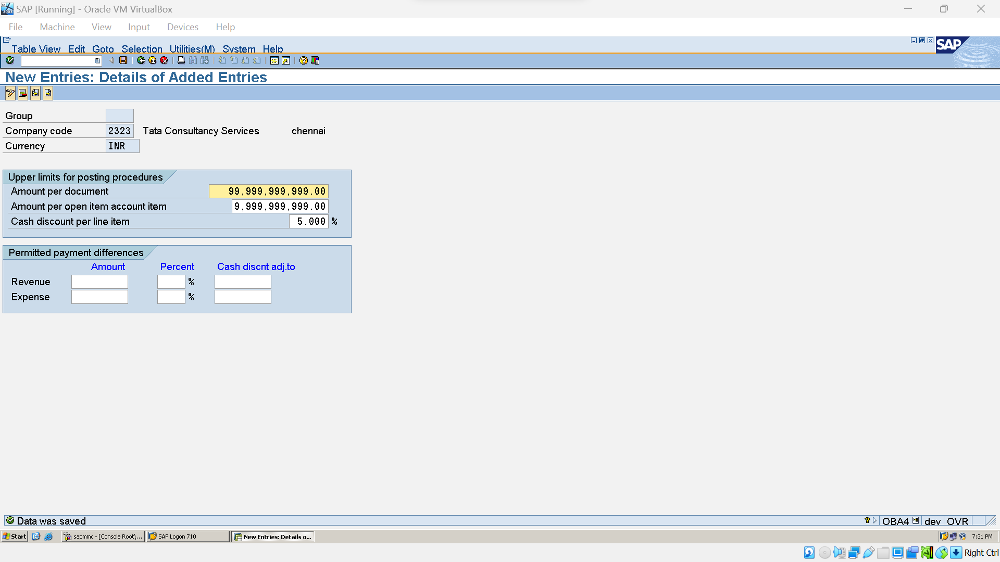 SAP [Running] - Oracle VM VirtualBox
File Machine View Input Devices Help
Table View Edit Goto Selection Utilities(M) System Help
SAP
New Entries: Details of Added Entries
Group
Company code 2323 Tata Consultancy Services chennai
Currency INR
Upper limits for posting procedures
Amount per document 99,999,999,999.00
Amount per open item account item 9,999,999,999.00
Cash discount per line item 5.000 %
Permitted payment differences
Amount Percent Cash discnt adj.to
Revenue %
Expense %
Data was saved OBA4 dev OVR
Start sapmmc - [Console Root\... SAP Logon 710 New Entries: Details o... 7:31 PM
Right Ctrl